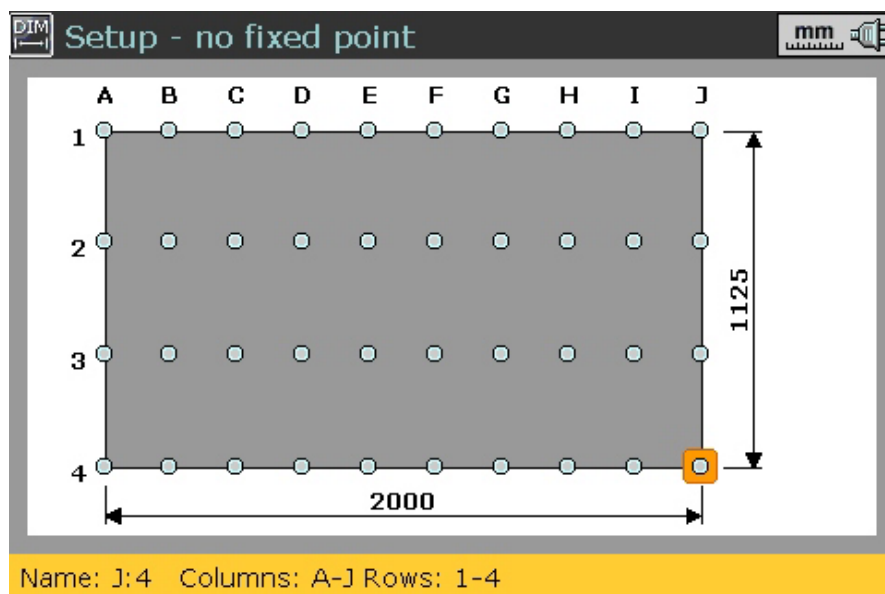 DIM Setup - no fixed point mm
A B C D E F G H I J
1
2
1125
3
4
2000
Name: J:4 Columns: A-J Rows: 1-4